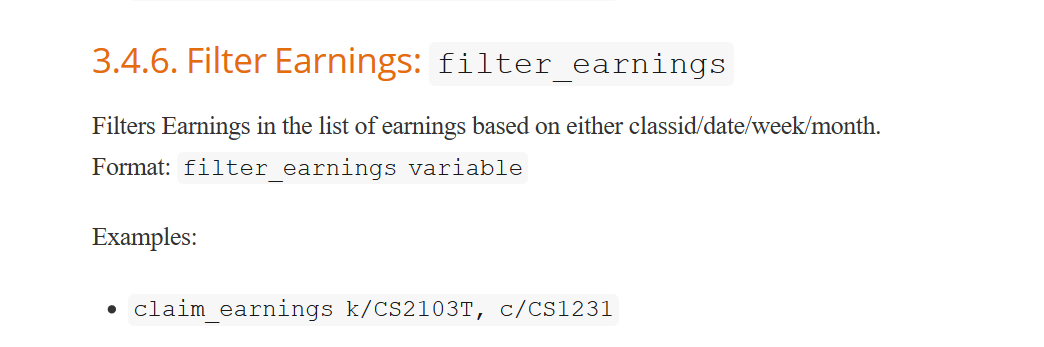 3.4.6. Filter Earnings: filter_earnings
Filters Earnings in the list of earnings based on either classid/date/week/month.
Format: filter_earnings variable
Examples:
• claim_earnings k/CS2103T, c/CS1231